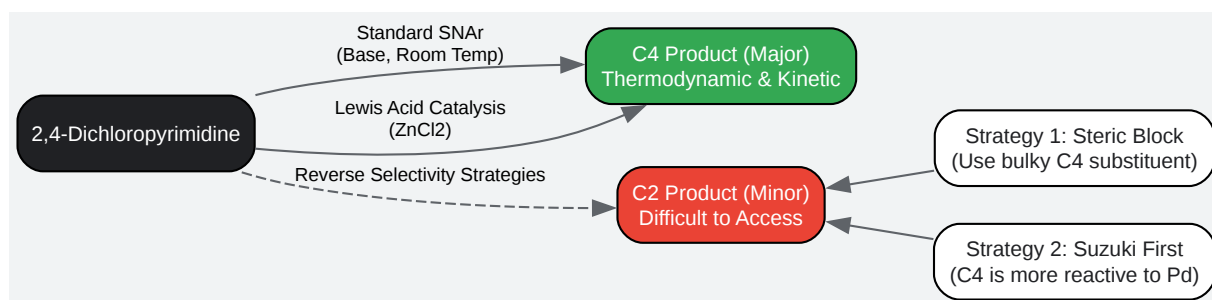 Standard SNAr
(Base, Room Temp)
C4 Product (Major)
Thermodynamic & Kinetic
2,4-Dichloropyrimidine
Lewis Acid Catalysis
(ZnCl2)
Reverse Selectivity Strategies
C2 Product (Minor)
Difficult to Access
Strategy 1: Steric Block
(Use bulky C4 substituent)
Strategy 2: Suzuki First
(C4 is more reactive to Pd)